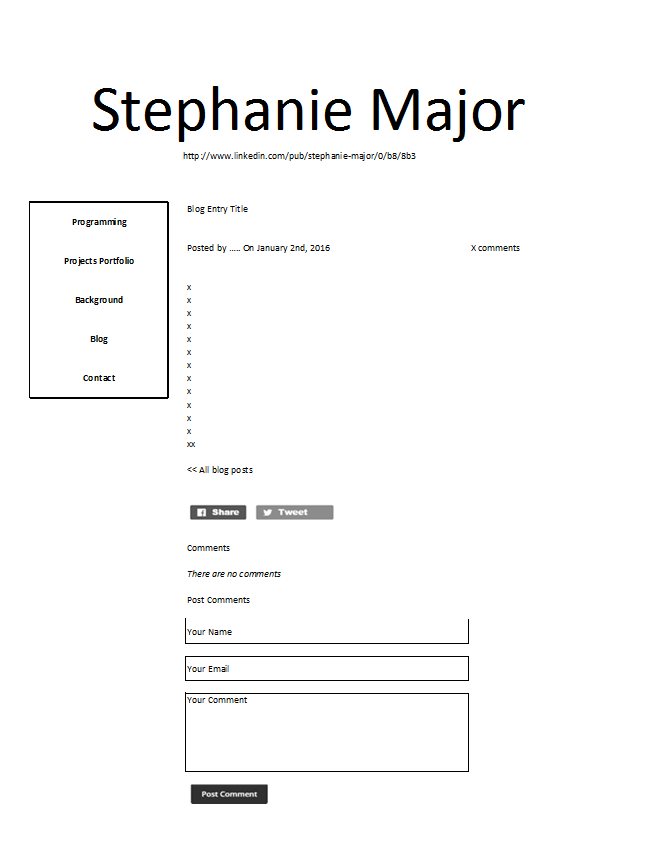 Stephanie Major
http://www.linkedin.com/pub/stephanie-major/0/b8/8b3
Programming
Projects Portfolio
Background
Blog
Contact
Blog Entry Title
Posted by ..... On January 2nd, 2016 X comments
x
x
x
x
x
x
x
x
x
x
x
x
xx
<< All blog posts
Share Tweet
Comments
There are no comments
Post Comments
Your Name
Your Email
Your Comment
Post Comment